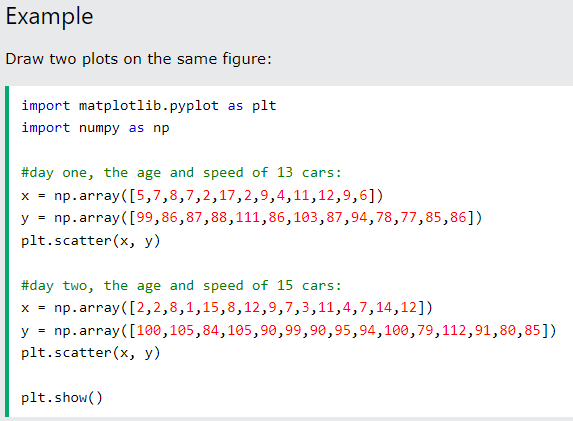 Example
Draw two plots on the same figure:
import matplotlib.pyplot as plt
import numpy as np
#day one, the age and speed of 13 cars:
x = np.array([5,7,8,7,2,17,2,9,4,11,12,9,6])
y = np.array([99,86,87,88,111,86,103,87,94,78,77,85,86])
plt.scatter(x, y)
#day two, the age and speed of 15 cars:
x = np.array([2,2,8,1,15,8,12,9,7,3,11,4,7,14,12])
y = np.array([100,105,84,105,90,99,90,95,94,100,79,112,91,80,85])
plt.scatter(x, y)
plt.show()